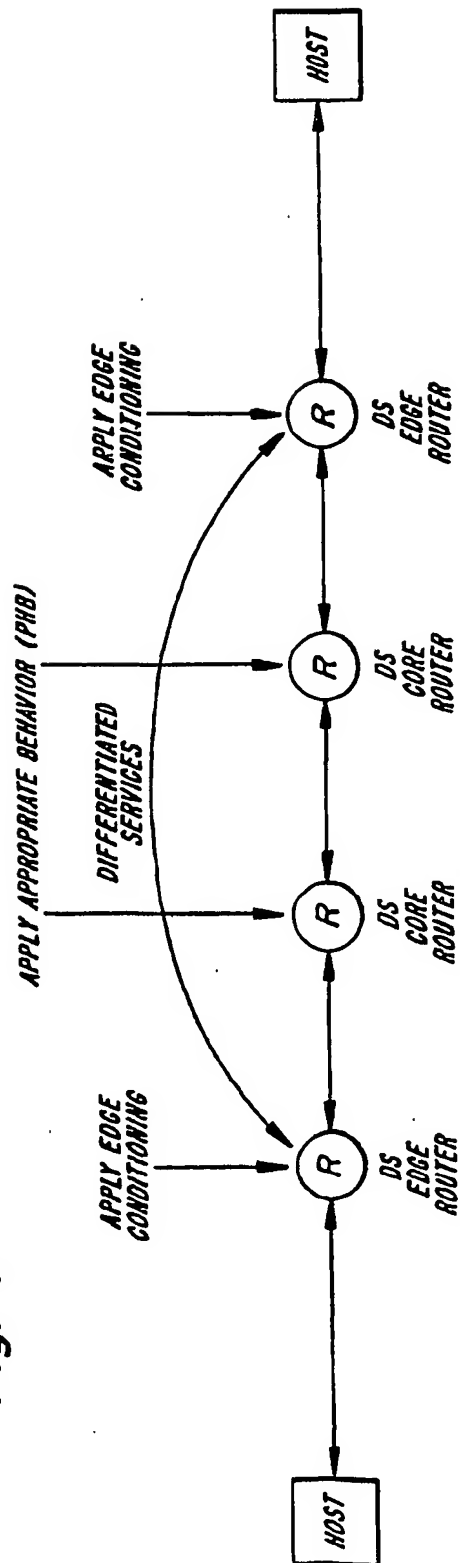 APPLY APPROPRIATE BEHAVIOR (PHB)
APPLY EDGE
CONDITIONING
DIFFERENTIATED
SERVICES
APPLY EDGE
CONDITIONING
HOST
R
R
R
R
HOST
DS
EDGE
ROUTER
DS
CORE
ROUTER
DS
CORE
ROUTER
DS
EDGE
ROUTER